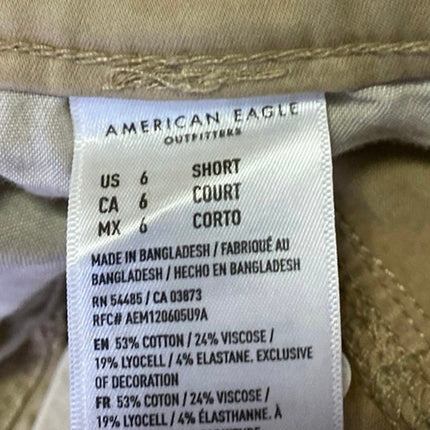 AMERICAN EAGLE
OUTFITTERS
US 6 SHORT
CA 6 COURT
MX 6 CORTO
MADE IN BANGLADESH / FABRIQUÉ AU
BANGLADESH / HECHO EN BANGLADESH
RN 54485 / CA 03873
RFC# AEM120605U9A
EN 53% COTTON / 24% VISCOSE /
19% LYOCELL / 4% ELASTANE. EXCLUSIVE
OF DECORATION
FR 53% COTON / 24% VISCOSE /
19% LYOCELL / 4% ÉLASTHANNE. À